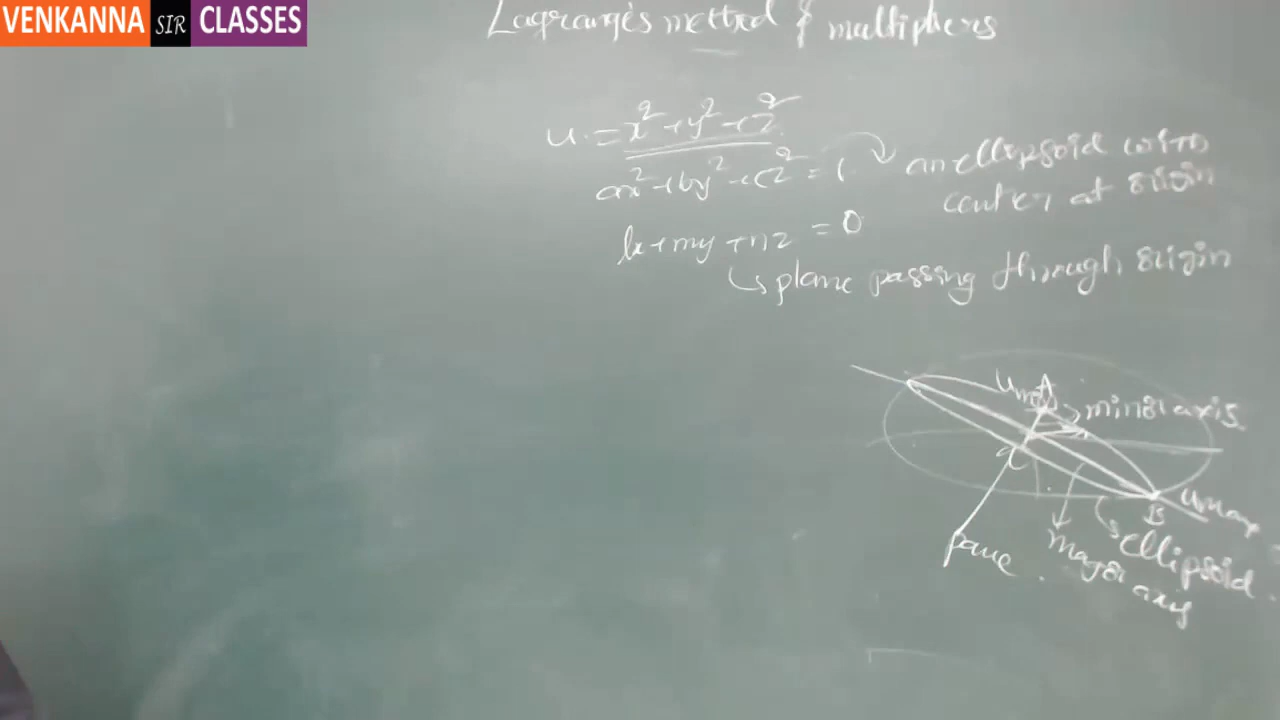 VENKANNA SIR CLASSES
Lagrange's method of multipliers
u = x² + y² + z²
ax² + by² + cz² = 1 → an ellipsoid with
center at origin
lx + my + nz = 0
↳ plane passing through origin
A
minor axis
umax
B
ellipsoid
major
axis